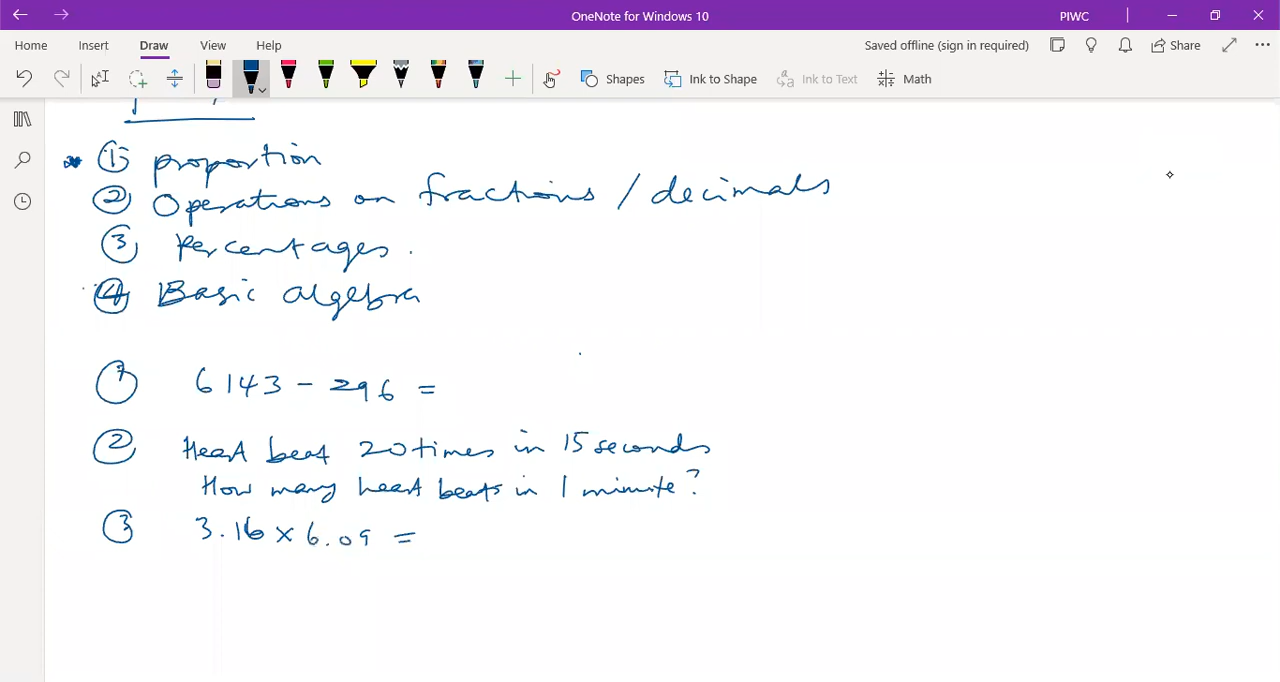 OneNote for Windows 10
PIWC
Home Insert Draw View Help
Saved offline (sign in required)
Share
Shapes
Ink to Shape
Ink to Text
Math
① proportion
② Operations on fractions / decimals
③ Percentages.
④ Basic algebra
① 6143 - 296 =
② Heart beat 20 times in 15 seconds
How many heart beats in 1 minute?
③ 3.16 × 6.09 =